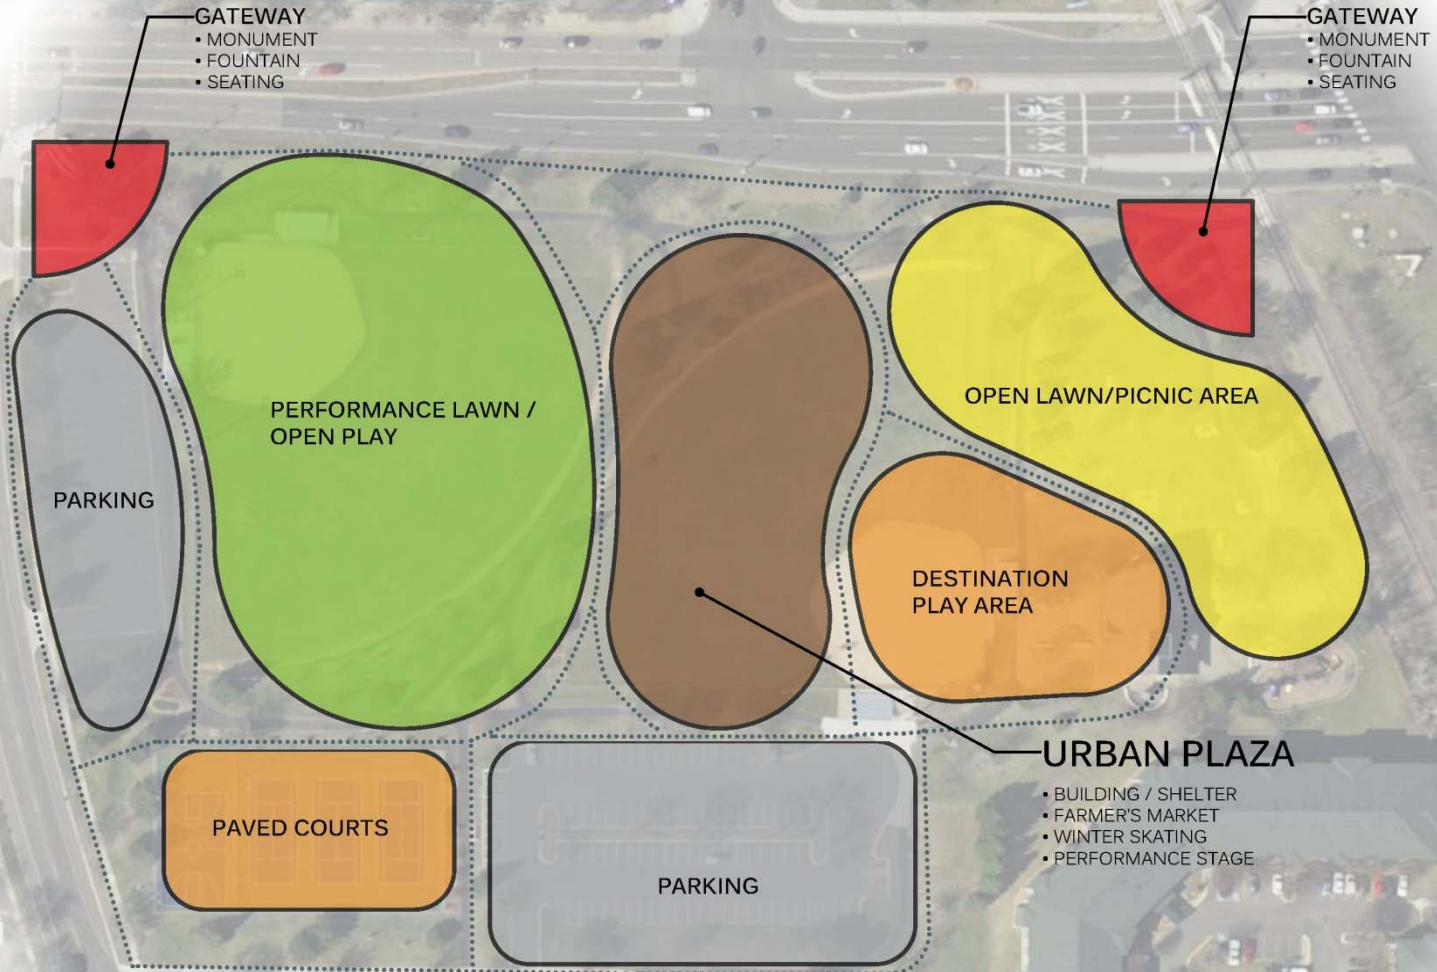 GATEWAY
• MONUMENT
• FOUNTAIN
• SEATING
GATEWAY
• MONUMENT
• FOUNTAIN
• SEATING
PERFORMANCE LAWN /
OPEN PLAY
OPEN LAWN/PICNIC AREA
PARKING
DESTINATION
PLAY AREA
URBAN PLAZA
• BUILDING / SHELTER
• FARMER'S MARKET
• WINTER SKATING
• PERFORMANCE STAGE
PAVED COURTS
PARKING